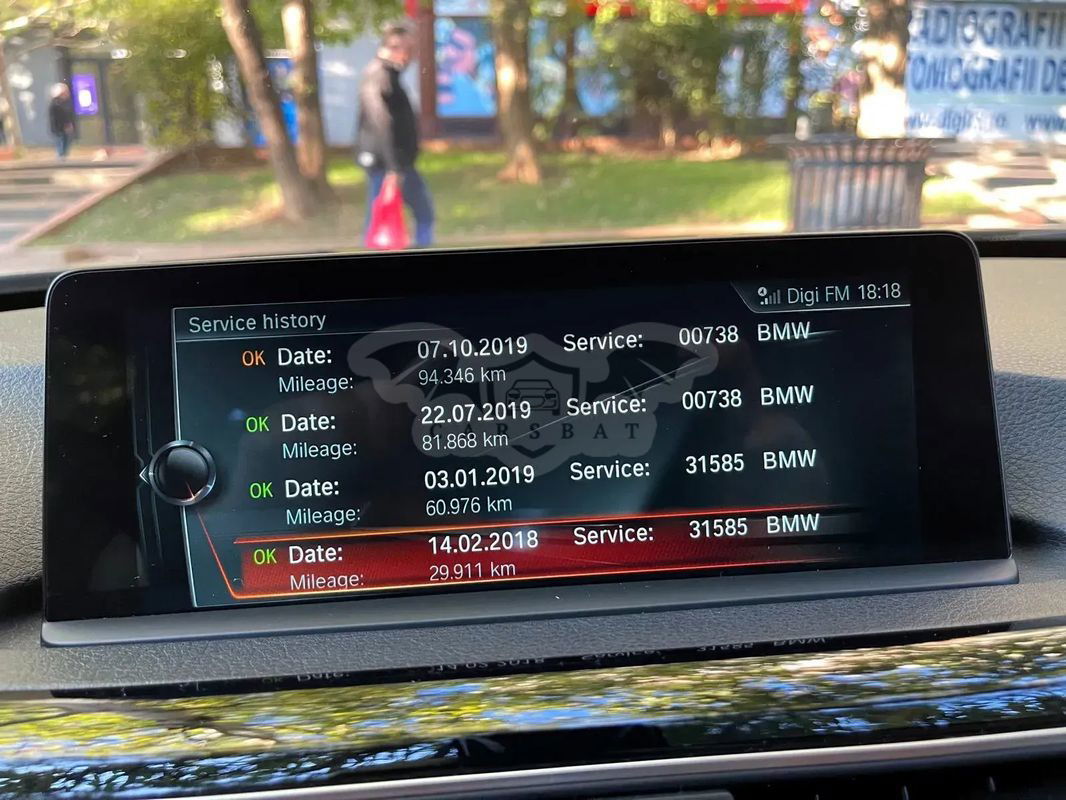 RADIOGRAFII
TOMOGRAFII DE
Digi FM 18:18
Service history
OK Date: 07.10.2019 Service: 00738 BMW
Mileage: 94.346 km
OK Date: 22.07.2019 Service: 00738 BMW
Mileage: 81.868 km
CARSBAT
OK Date: 03.01.2019 Service: 31585 BMW
Mileage: 60.976 km
OK Date: 14.02.2018 Service: 31585 BMW
Mileage: 29.911 km